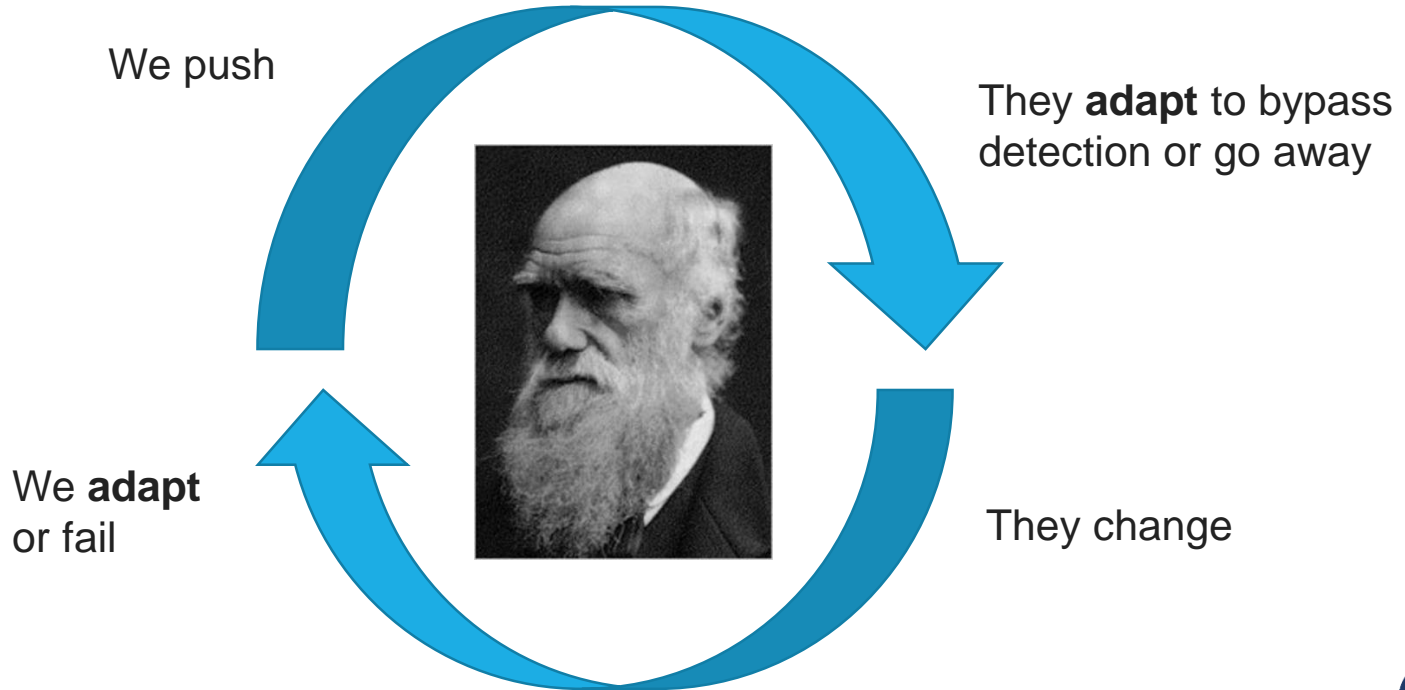 We push
They adapt to bypass
detection or go away
They change
We adapt
or fail